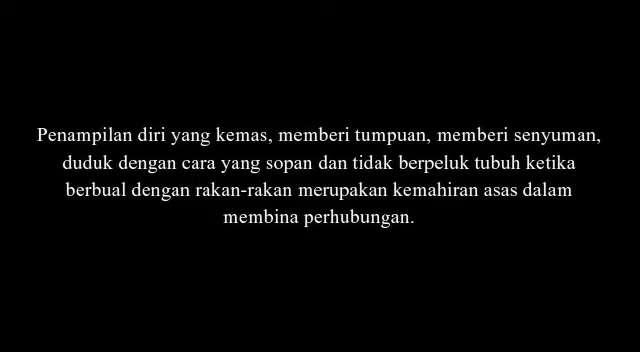 Penampilan diri yang kemas, memberi tumpuan, memberi senyuman,
duduk dengan cara yang sopan dan tidak berpeluk tubuh ketika
berbual dengan rakan-rakan merupakan kemahiran asas dalam
membina perhubungan.